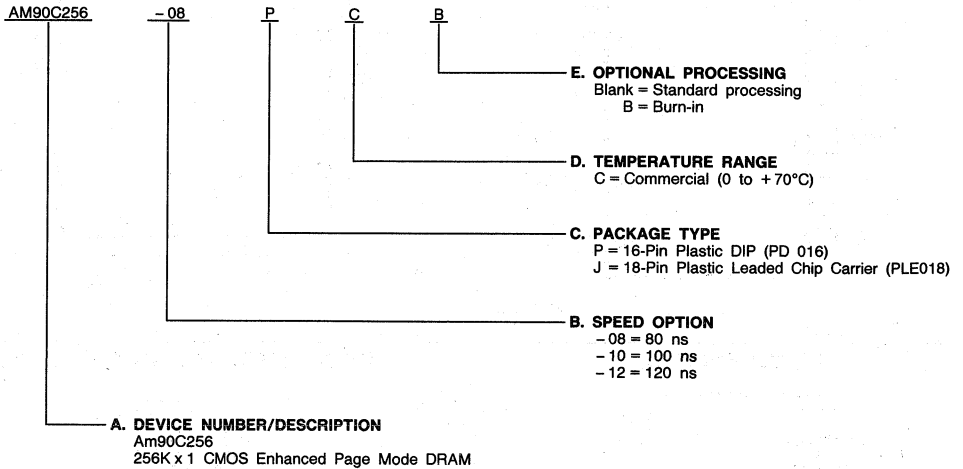 AM90C256 -08 P C B
E. OPTIONAL PROCESSING
Blank = Standard processing
B = Burn-in
D. TEMPERATURE RANGE
C = Commercial (0 to +70°C)
C. PACKAGE TYPE
P = 16-Pin Plastic DIP (PD 016)
J = 18-Pin Plastic Leaded Chip Carrier (PLE018)
B. SPEED OPTION
-08 = 80 ns
-10 = 100 ns
-12 = 120 ns
A. DEVICE NUMBER/DESCRIPTION
Am90C256
256K x 1 CMOS Enhanced Page Mode DRAM